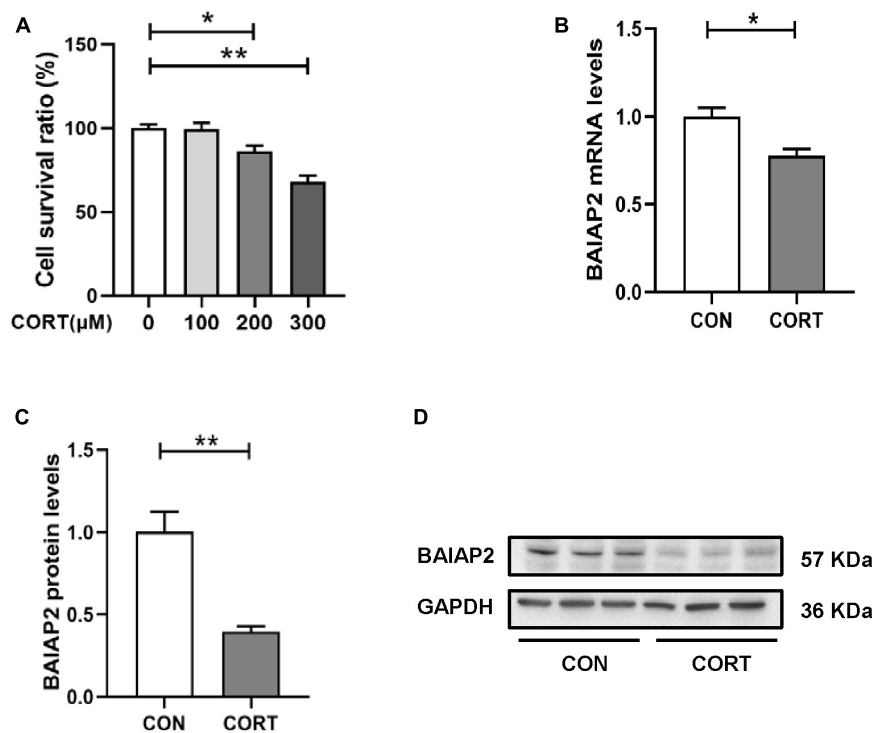 A
Cell survival ratio (%)
150
100
50
0
*
**
CORT(µM) 0 100 200 300
B
BAIAP2 mRNA levels
1.5
1.0
0.5
0.0
*
CON CORT
C
BAIAP2 protein levels
1.5
1.0
0.5
0.0
**
CON CORT
D
BAIAP2 57 KDa
GAPDH 36 KDa
CON CORT